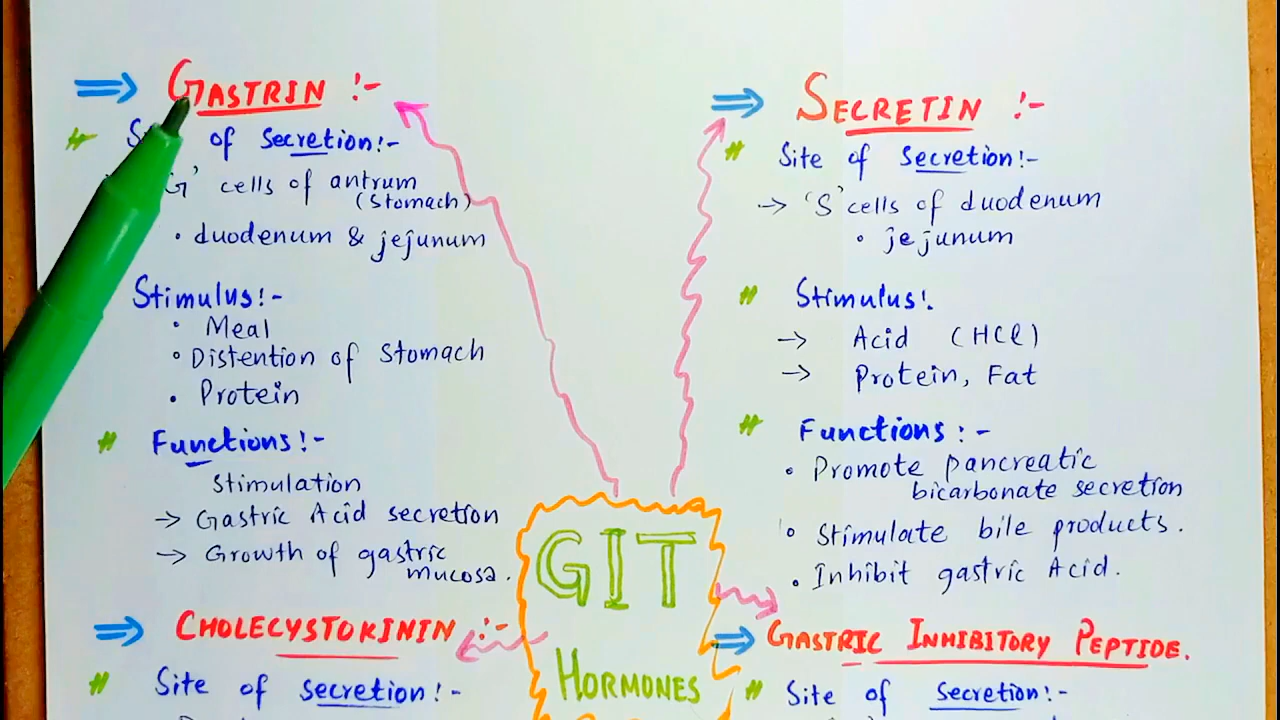 ⇒ GASTRIN :-
# of Secretion:-
G' cells of antrum
(Stomach)
• duodenum & jejunum
Stimulus:-
• Meal
• Distention of Stomach
• Protein
# Functions:-
Stimulation
→ Gastric Acid secretion
→ Growth of gastric
mucosa.
⇒ CHOLECYSTOKININ :-
# Site of Secretion:-
GIT
HORMONES
⇒ SECRETIN :-
# Site of Secretion:-
→ 'S' cells of duodenum
• jejunum
# Stimulus:
→ Acid (HCl)
→ Protein, Fat
# Functions:-
• Promote pancreatic
bicarbonate secretion
• Stimulate bile products.
• Inhibit gastric Acid.
⇒ GASTRIC INHIBITORY PEPTIDE.
# Site of Secretion:-